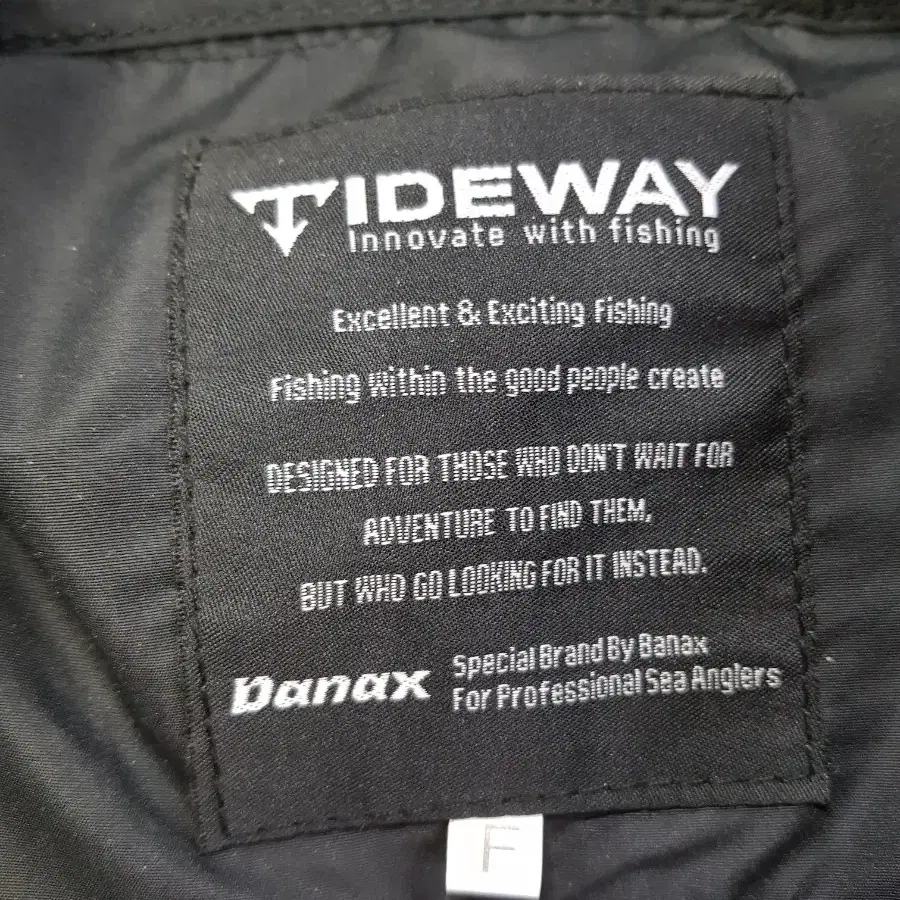 TIDEWAY
Innovate with fishing
Excellent & Exciting Fishing
Fishing within the good people create
DESIGNED FOR THOSE WHO DON'T WAIT FOR
ADVENTURE TO FIND THEM,
BUT WHO GO LOOKING FOR IT INSTEAD.
Banax
Special Brand By Banax
For Professional Sea Anglers
F